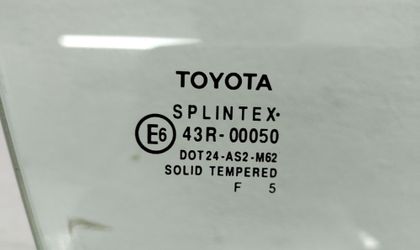 TOYOTA
SPLINTEX
E6 43R-00050
DOT24-AS2-M62
SOLID TEMPERED
F 5